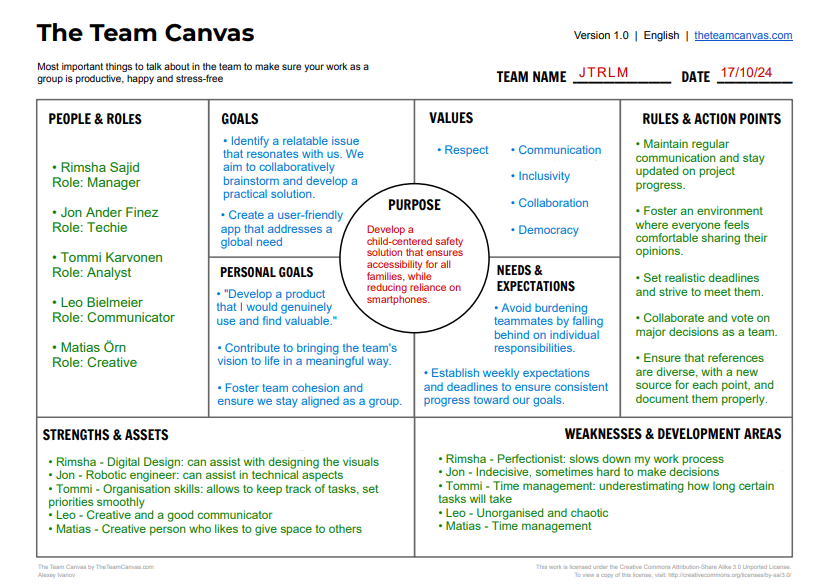 The Team Canvas
Version 1.0 | English | theteamcanvas.com
Most important things to talk about in the team to make sure your work as a
group is productive, happy and stress-free
TEAM NAME JTRLM DATE 17/10/24
PEOPLE & ROLES
• Rimsha Sajid
Role: Manager
• Jon Ander Finez
Role: Techie
• Tommi Karvonen
Role: Analyst
• Leo Bielmeier
Role: Communicator
• Matias Örn
Role: Creative
GOALS
• Identify a relatable issue
that resonates with us. We
aim to collaboratively
brainstorm and develop a
practical solution.
• Create a user-friendly
app that addresses a
global need
PERSONAL GOALS
• "Develop a product
that I would genuinely
use and find valuable."
• Contribute to bringing the team's
vision to life in a meaningful way.
• Foster team cohesion and
ensure we stay aligned as a group.
PURPOSE
Develop a
child-centered safety
solution that ensures
accessibility for all
families, while
reducing reliance on
smartphones.
VALUES
• Respect
• Communication
• Inclusivity
• Collaboration
• Democracy
NEEDS &
EXPECTATIONS
• Avoid burdening
teammates by falling
behind on individual
responsibilities.
• Establish weekly expectations
and deadlines to ensure consistent
progress toward our goals.
RULES & ACTION POINTS
• Maintain regular
communication and stay
updated on project
progress.
• Foster an environment
where everyone feels
comfortable sharing their
opinions.
• Set realistic deadlines
and strive to meet them.
• Collaborate and vote on
major decisions as a team.
• Ensure that references
are diverse, with a new
source for each point, and
document them properly.
STRENGTHS & ASSETS
• Rimsha - Digital Design: can assist with designing the visuals
• Jon - Robotic engineer: can assist in technical aspects
• Tommi - Organisation skills: allows to keep track of tasks, set
priorities smoothly
• Leo - Creative and a good communicator
• Matias - Creative person who likes to give space to others
WEAKNESSES & DEVELOPMENT AREAS
• Rimsha - Perfectionist: slows down my work process
• Jon - Indecisive, sometimes hard to make decisions
• Tommi - Time management: underestimating how long certain
tasks will take
• Leo - Unorganised and chaotic
• Matias - Time management
The Team Canvas by TheTeamCanvas.com
Alexey Ivanov
This work is licensed under the Creative Commons Attribution-Share Alike 3.0 Unported License.
To view a copy of this license, visit: http://creativecommons.org/licenses/by-sa/3.0/